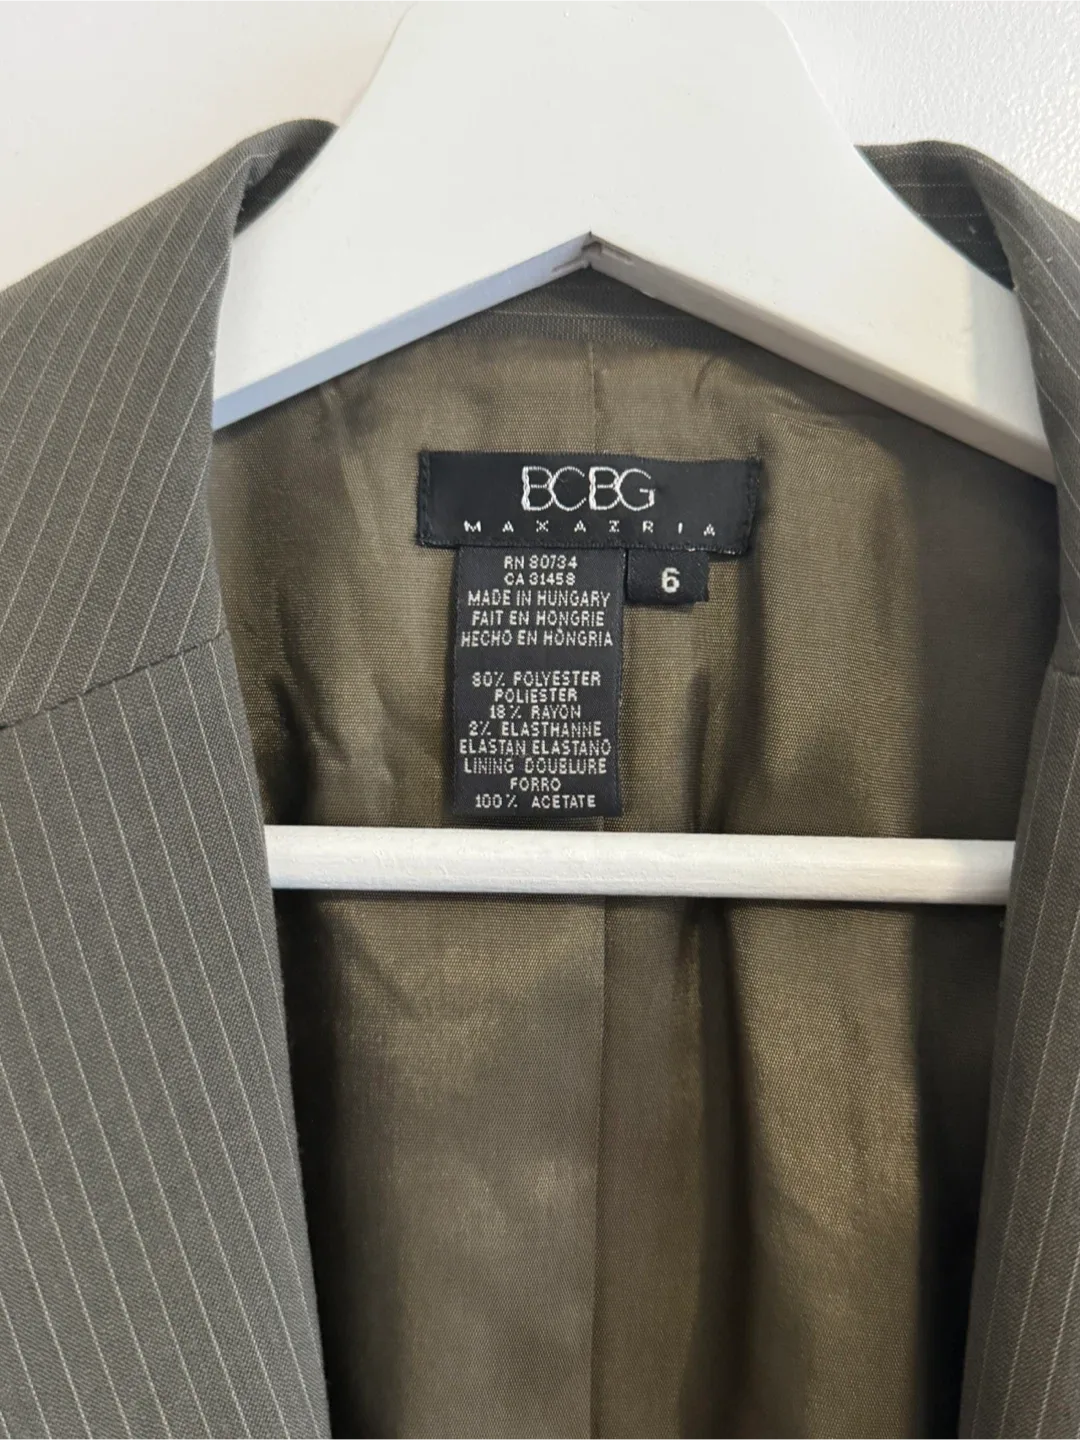 BCBG
MAXAZRIA
6
RN 80734
CA 31458
MADE IN HUNGARY
FAIT EN HONGRIE
HECHO EN HÒNGRIA
80% POLYESTER
POLIESTER
18% RAYON
2% ELASTHANNE
ELASTAN ELASTANO
LINING DOUBLURE
FORRO
100% ACETATE